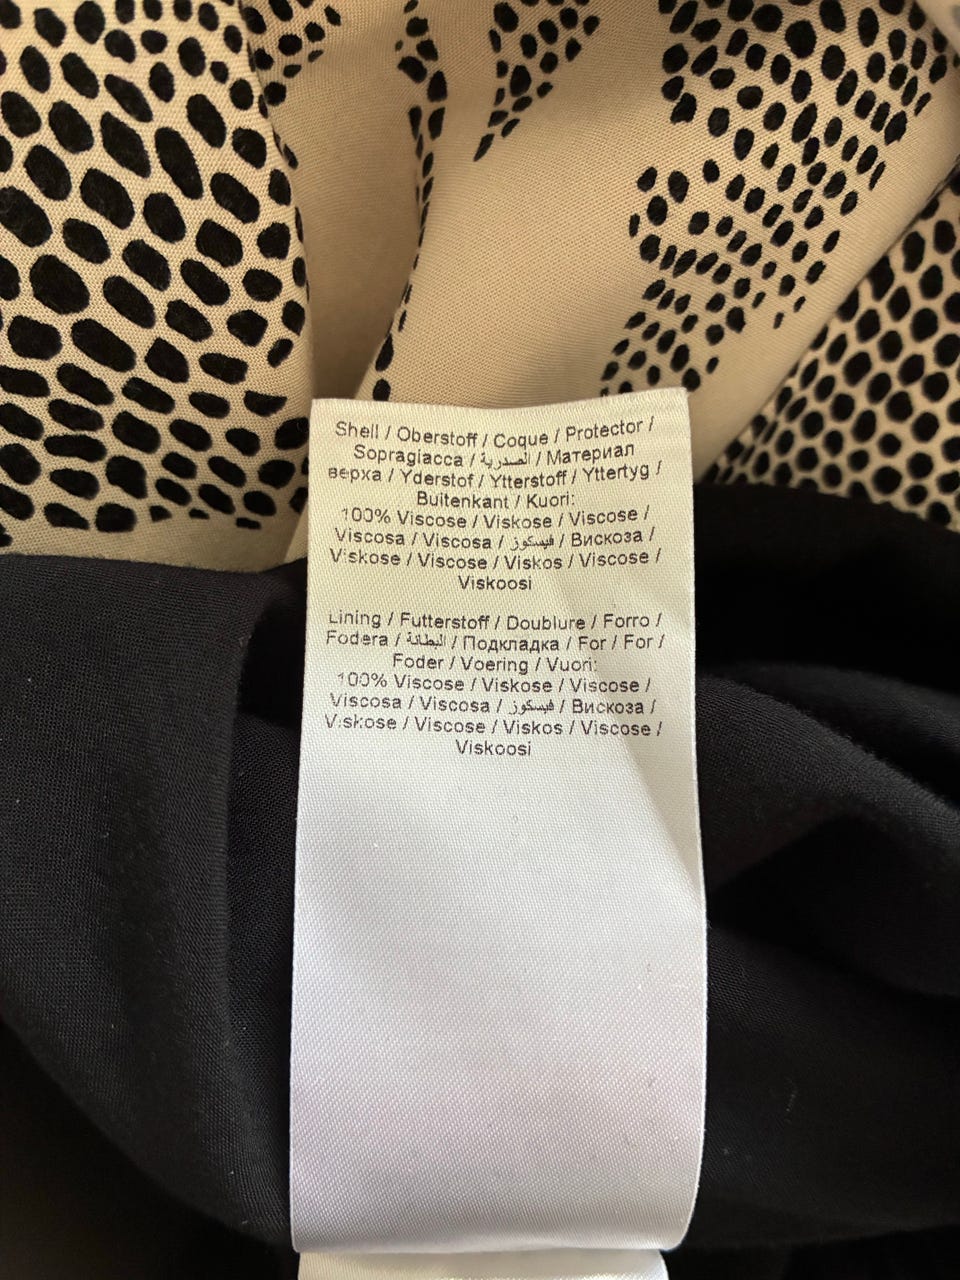 Shell / Oberstoff / Coque / Protector /
Sopragiacca / الصدرية / Материал
верха / Yderstof / Ytterstoff / Yttertyg /
Buitenkant / Kuori:
100% Viscose / Viskose / Viscose /
Viscosa / Viscosa / فيسكوز / Вискоза /
Viskose / Viscose / Viskos / Viscose /
Viskoosi
Lining / Futterstoff / Doublure / Forro /
Fodera / البطانة / Подкладка / For / For /
Foder / Voering / Vuori:
100% Viscose / Viskose / Viscose /
Viscosa / Viscosa / فيسكوز / Вискоза /
Viskose / Viscose / Viskos / Viscose /
Viskoosi